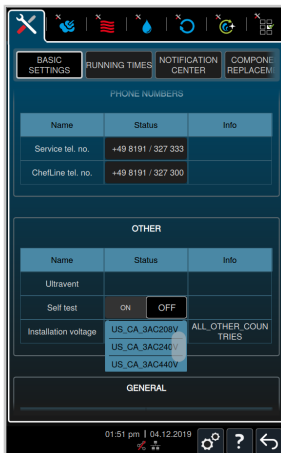 BASIC
SETTINGS
RUNNING TIMES
NOTIFICATION
CENTER
COMPONE
REPLACEM
PHONE NUMBERS
Name Status Info
Service tel. no. +49 8191 / 327 333
ChefLine tel. no. +49 8191 / 327 300
OTHER
Name Status Info
Ultravent
Self test ON OFF
Installation voltage US_CA_3AC208V ALL_OTHER_COUN
TRIES
US_CA_3AC240V
US_CA_3AC440V
GENERAL
01:51 pm | 04.12.2019
?